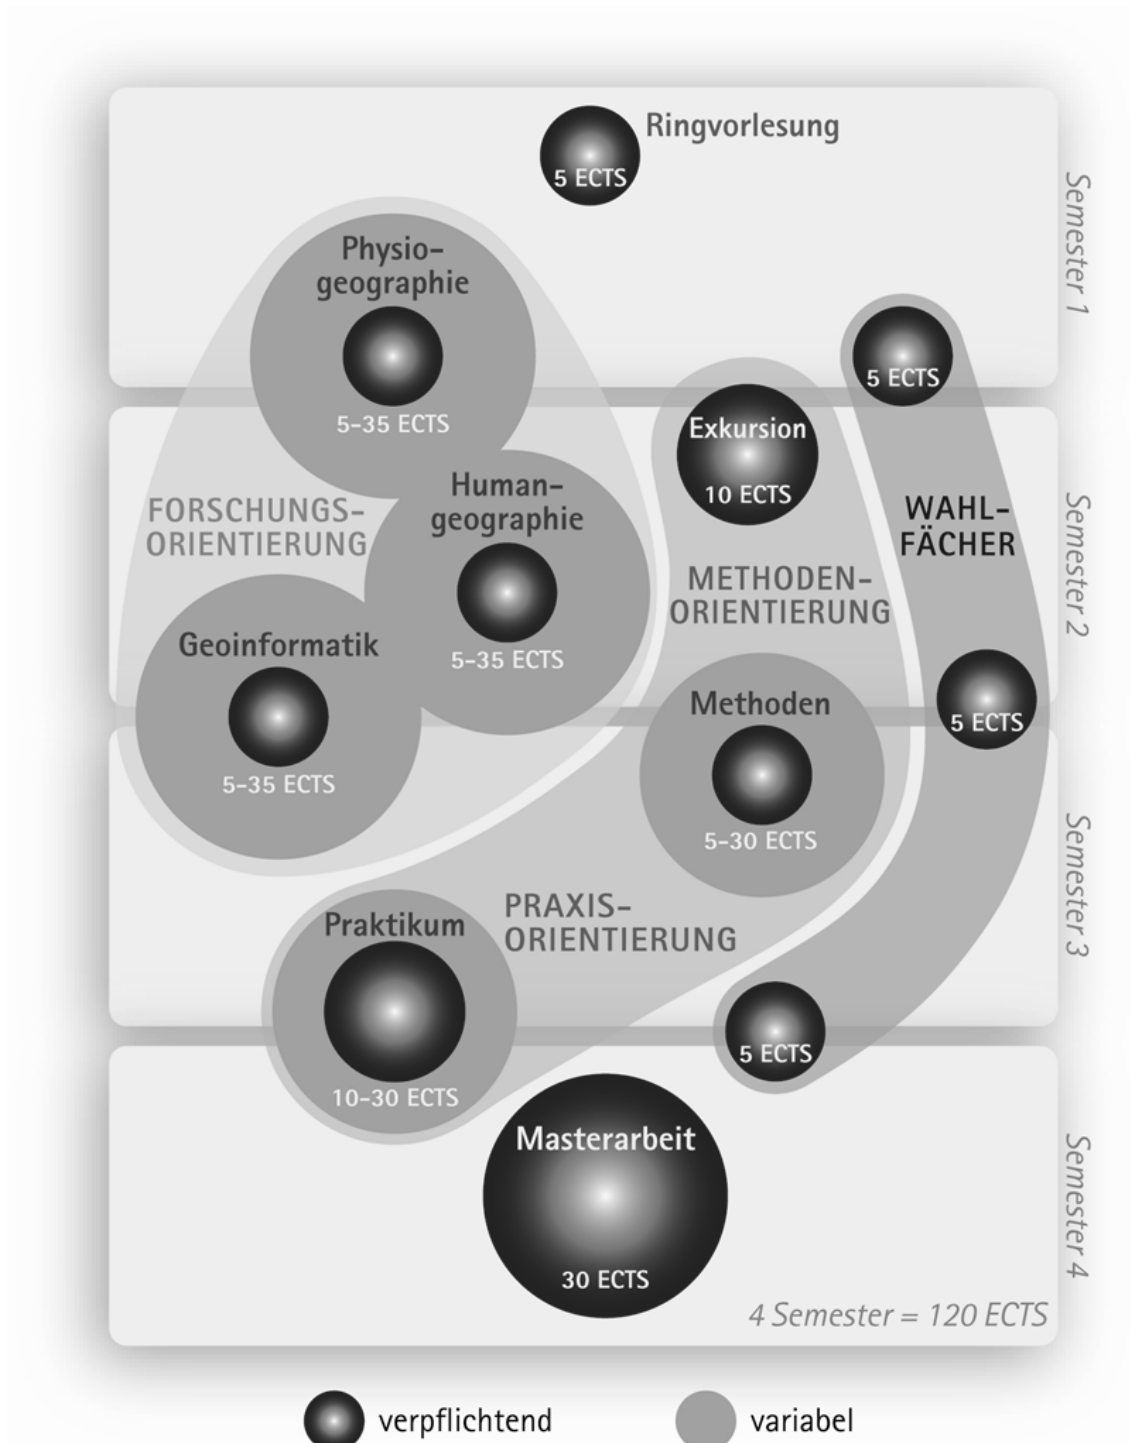 Ringvorlesung
5 ECTS
Semester 1
Physio-
geographie
5-35 ECTS
5 ECTS
Exkursion
10 ECTS
Human-
geographie
5-35 ECTS
FORSCHUNGS-
ORIENTIERUNG
WAHL-
FÄCHER
Semester 2
METHODEN-
ORIENTIERUNG
Geoinformatik
5-35 ECTS
5 ECTS
Methoden
5-30 ECTS
Semester 3
PRAXIS-
ORIENTIERUNG
Praktikum
10-30 ECTS
5 ECTS
Masterarbeit
30 ECTS
Semester 4
4 Semester = 120 ECTS
verpflichtend
variabel